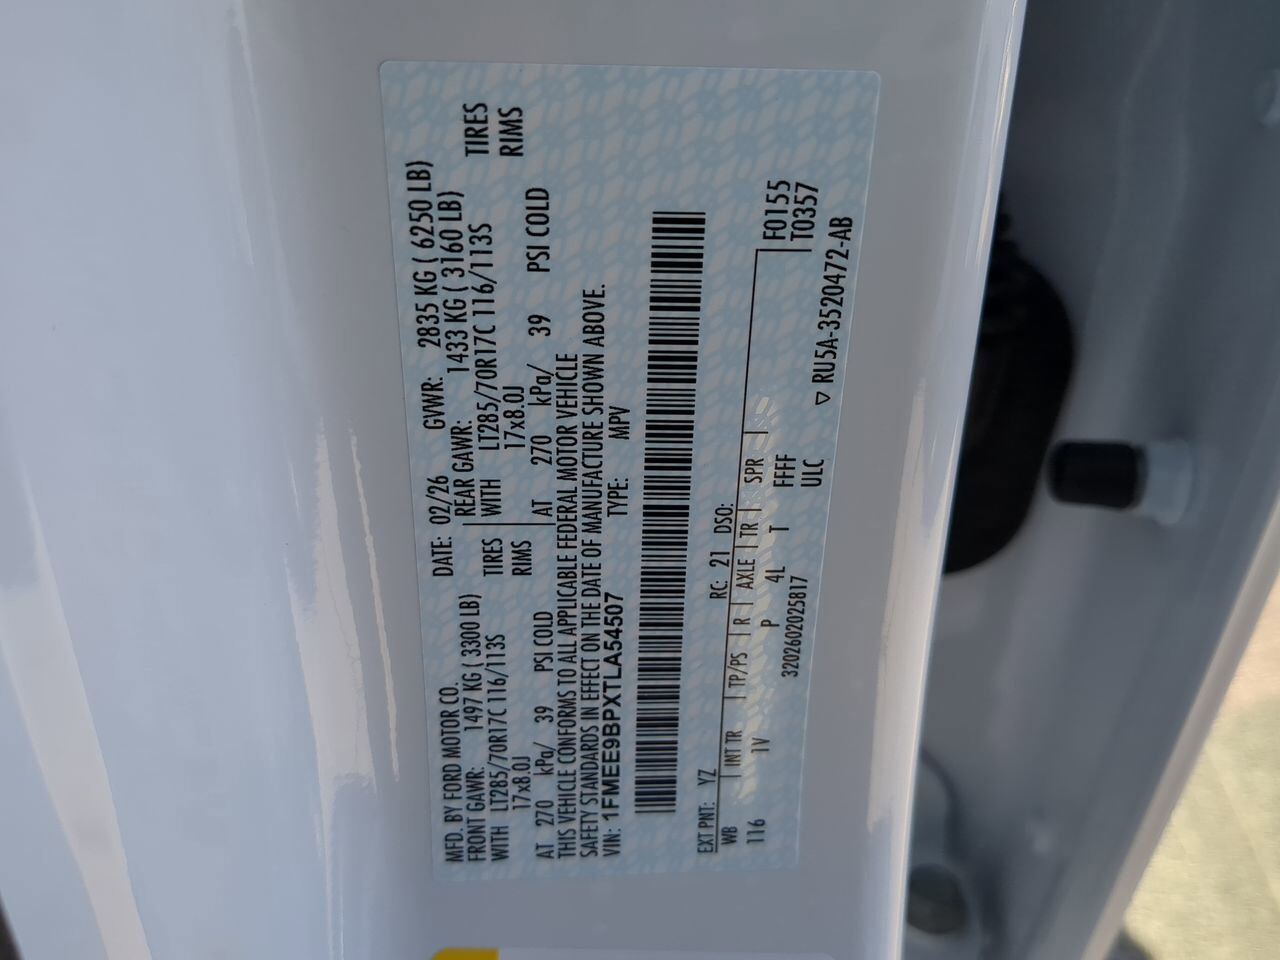 MFD. BY FORD MOTOR CO. DATE: 02/26 GVWR: 2835 KG ( 6250 LB)
FRONT GAWR: 1497 KG ( 3300 LB) REAR GAWR: 1433 KG ( 3160 LB)
WITH LT285/70R17C 116/113S TIRES WITH LT285/70R17C 116/113S TIRES
17x8.0J RIMS 17x8.0J RIMS
AT 270 kPa/ 39 PSI COLD AT 270 kPa/ 39 PSI COLD
THIS VEHICLE CONFORMS TO ALL APPLICABLE FEDERAL MOTOR VEHICLE
SAFETY STANDARDS IN EFFECT ON THE DATE OF MANUFACTURE SHOWN ABOVE.
VIN: 1FMEE9BPXTLA54507 TYPE: MPV
EXT PNT: YZ RC: 21 DSO:
WB INT TR TP/PS R AXLE TR SPR F0155
116 1V P 4L T FFFF T0357
3202602025817 ULC
▽ RU5A-3520472-AB